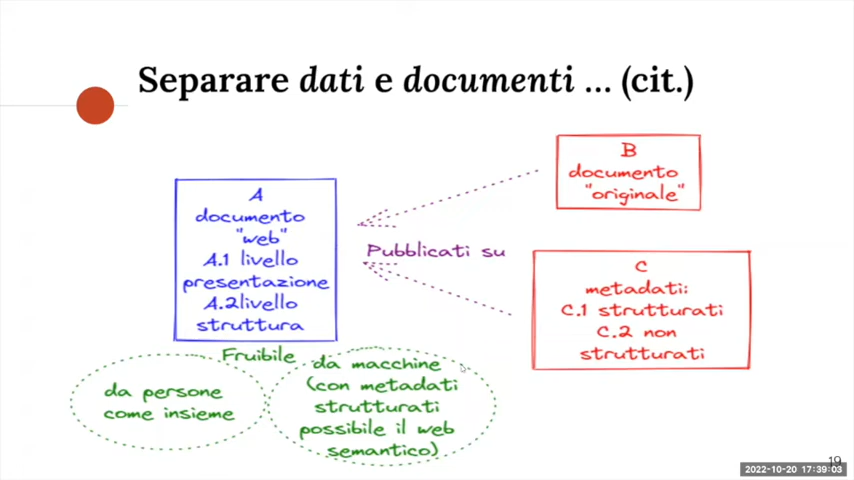 Separare dati e documenti ... (cit.)
A
documento
"web"
A.1 livello
presentazione
A.2livello
struttura
Pubblicati su
B
documento
"originale"
C
metadati:
C.1 strutturati
C.2 non
strutturati
Fruibile
da persone
come insieme
da macchine
(con metadati
strutturati
possibile il web
semantico)
19
2022-10-20 17:39:03